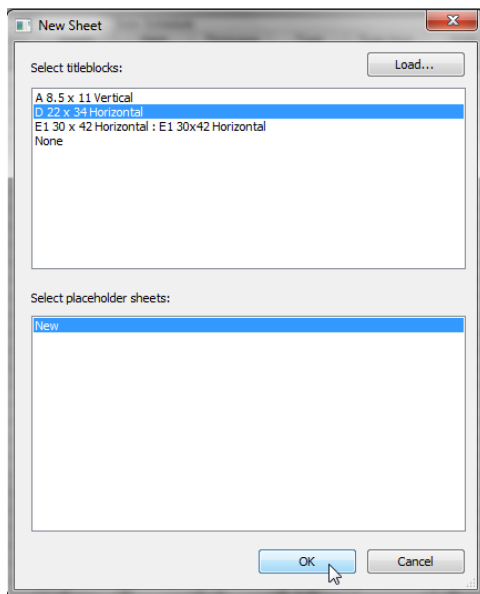 New Sheet
Select titleblocks:
Load...
A 8.5 x 11 Vertical
D 22 x 34 Horizontal
E1 30 x 42 Horizontal : E1 30x42 Horizontal
None
Select placeholder sheets:
New
OK
Cancel